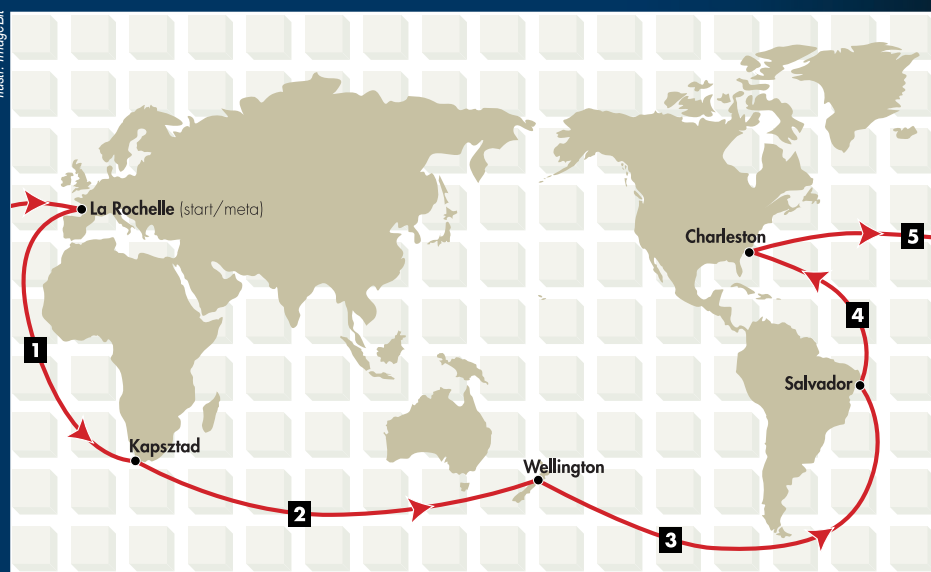 La Rochelle (start/meta)
Charleston
5
4
1
Salvador
Kapsztad
Wellington
2
3